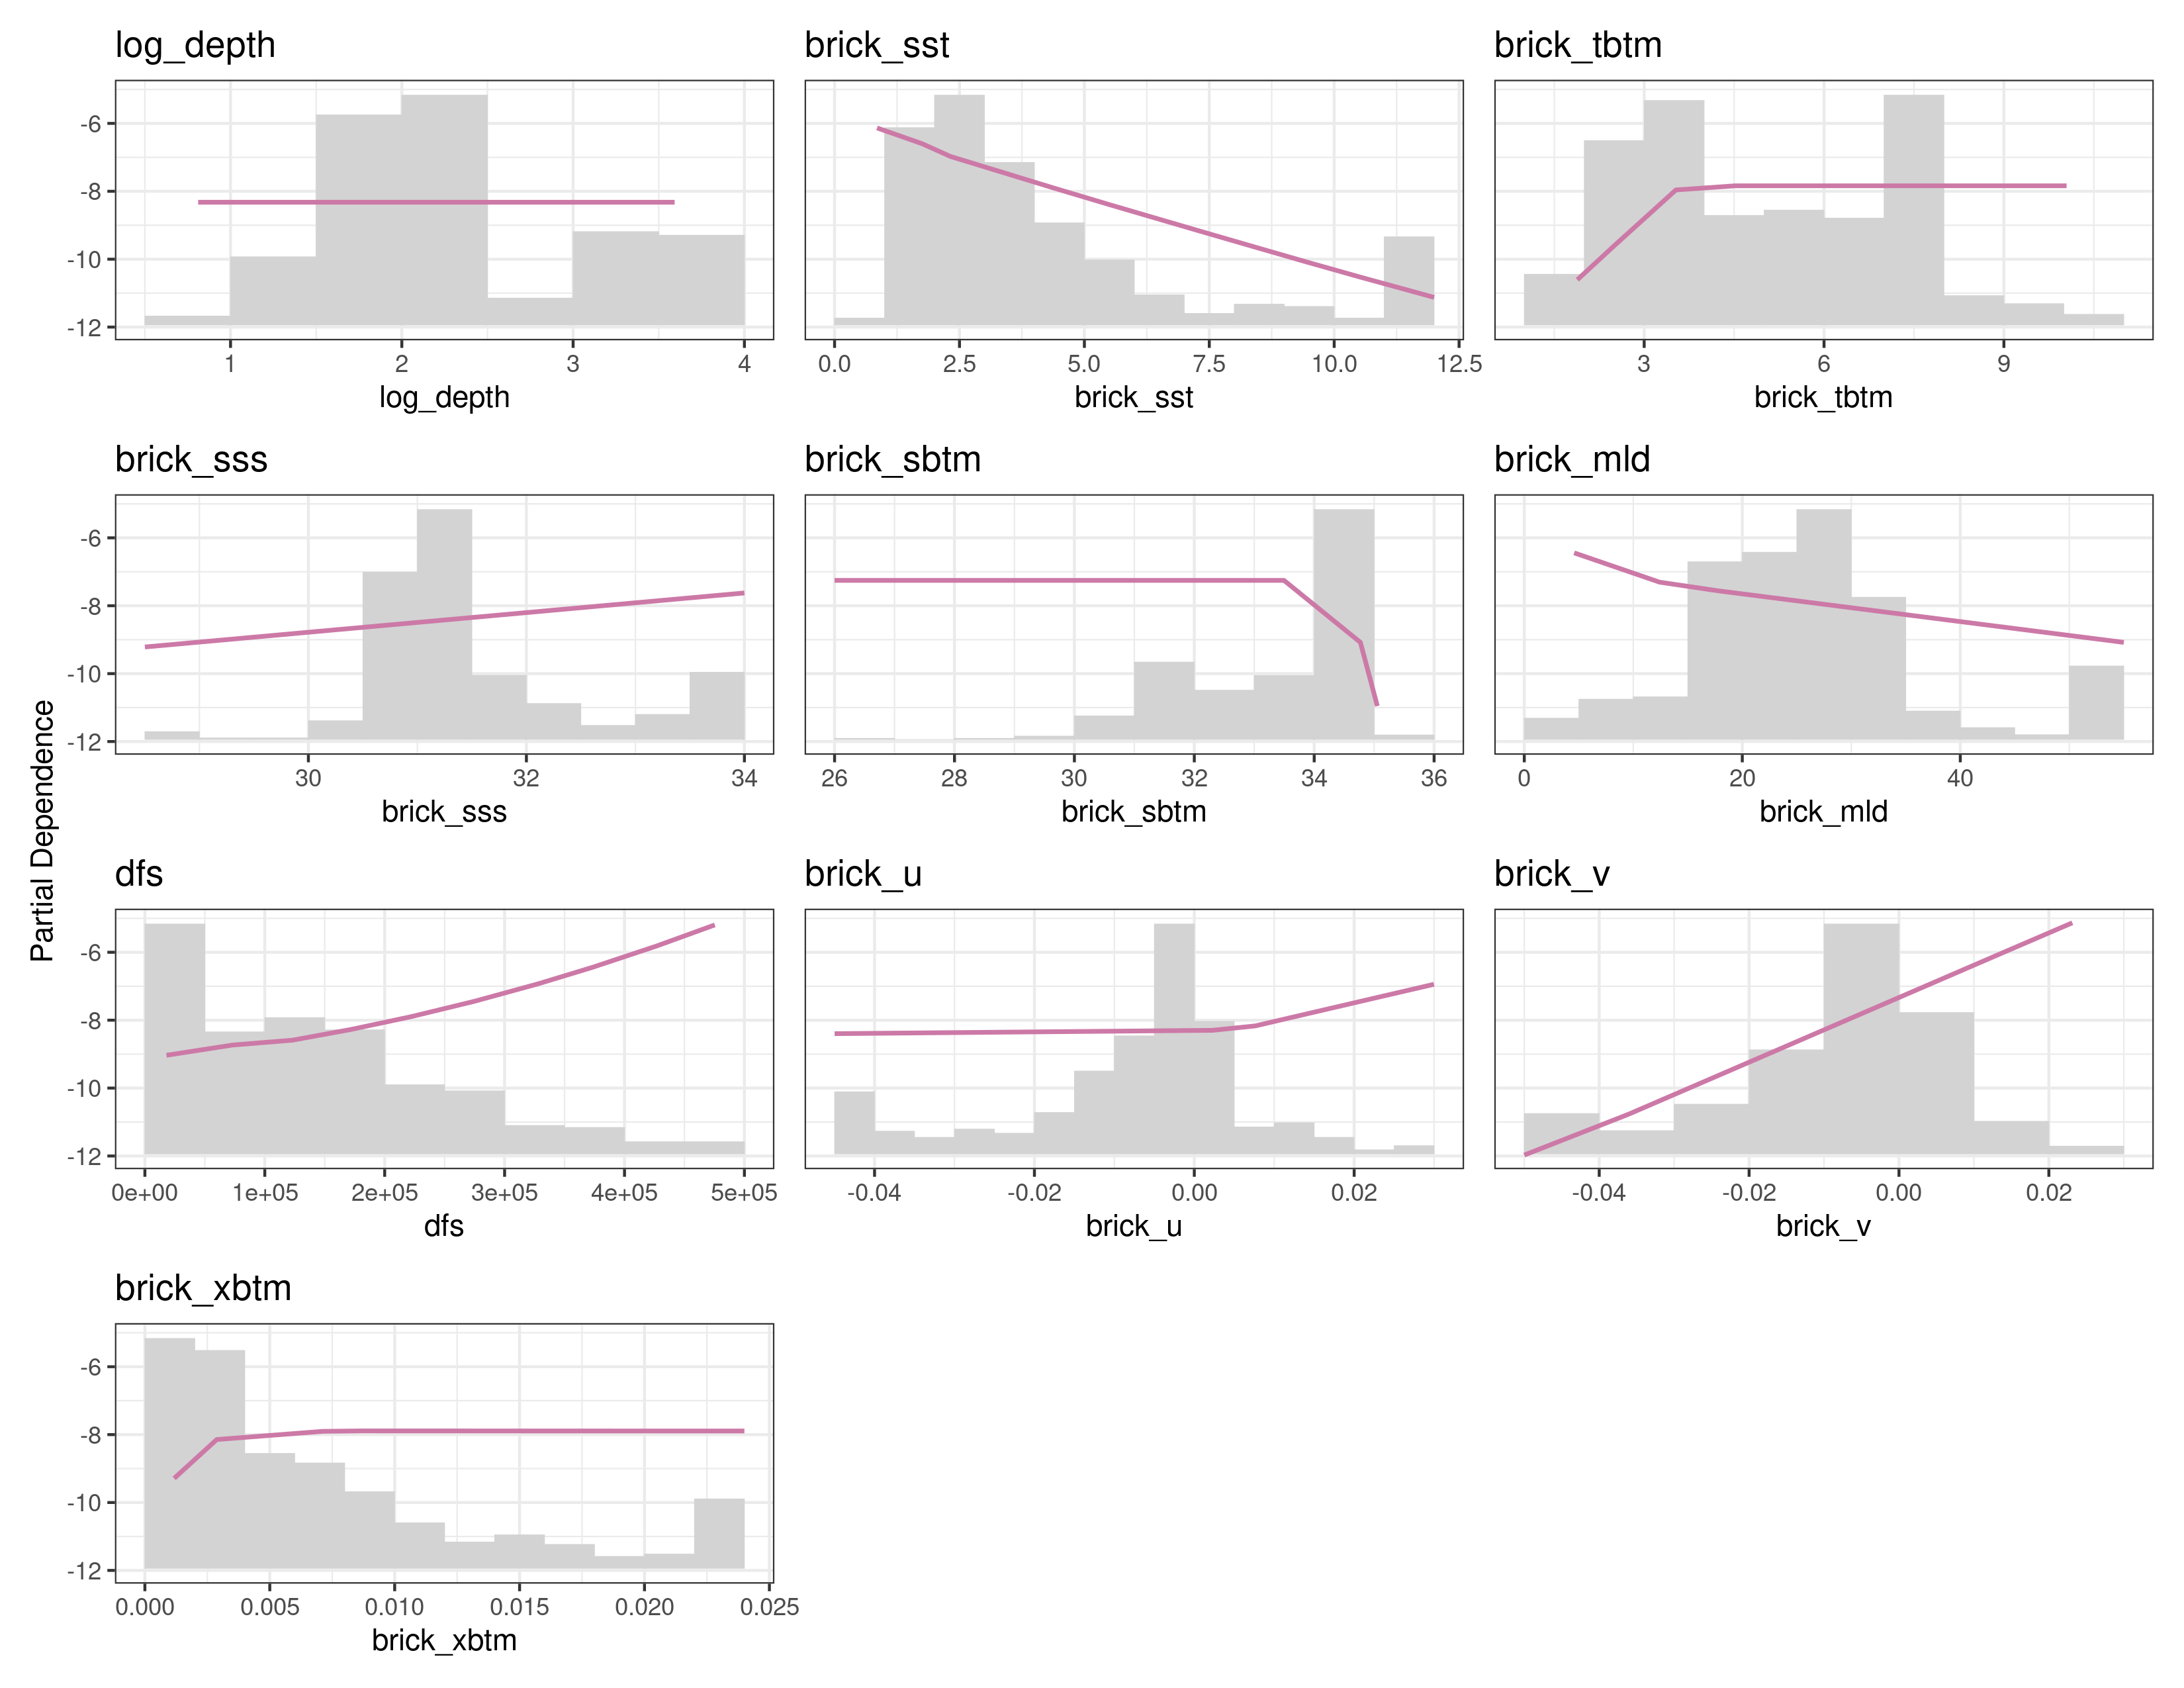 log_depth
brick_sst
brick_tbtm
-6
-8
-10
-12
1 2 3 4
0.0 2.5 5.0 7.5 10.0 12.5
3 6 9
log_depth
brick_sst
brick_tbtm
brick_sss
brick_sbtm
brick_mld
-6
-8
-10
-12
30 32 34
26 28 30 32 34 36
0 20 40
brick_sss
brick_sbtm
brick_mld
Partial Dependence
dfs
brick_u
brick_v
-6
-8
-10
-12
0e+00 1e+05 2e+05 3e+05 4e+05 5e+05
-0.04 -0.02 0.00 0.02
-0.04 -0.02 0.00 0.02
dfs
brick_u
brick_v
brick_xbtm
-6
-8
-10
-12
0.000 0.005 0.010 0.015 0.020 0.025
brick_xbtm